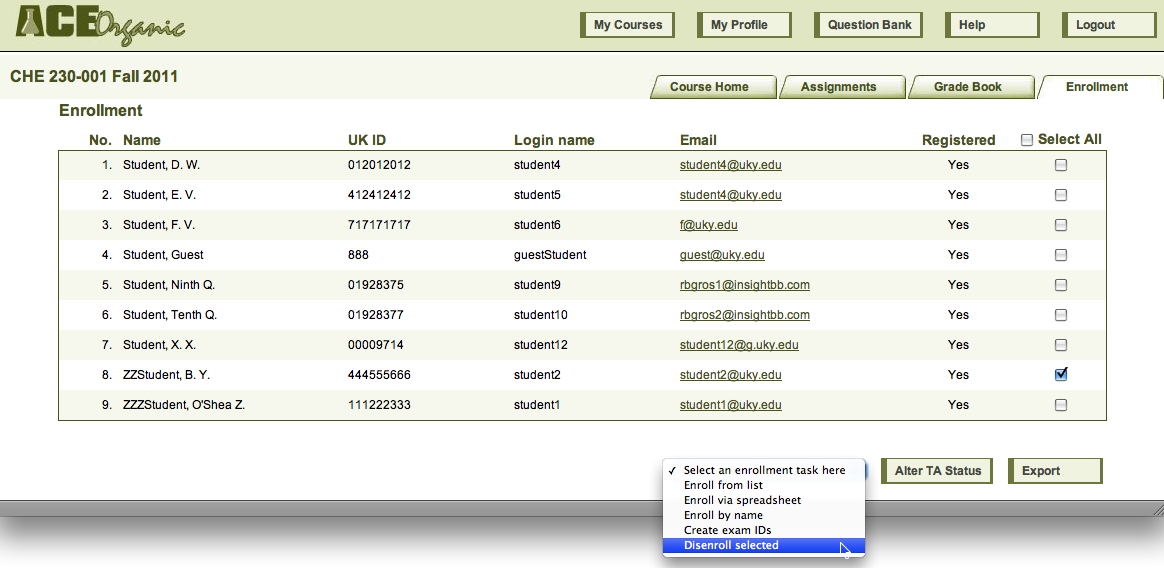 ACE Organic
My Courses My Profile Question Bank Help Logout
CHE 230-001 Fall 2011
Course Home Assignments Grade Book Enrollment
Enrollment
No. Name UK ID Login name Email Registered Select All
1. Student, D. W. 012012012 student4 student4@uky.edu Yes
2. Student, E. V. 412412412 student5 student4@uky.edu Yes
3. Student, F. V. 717171717 student6 f@uky.edu Yes
4. Student, Guest 888 guestStudent guest@uky.edu Yes
5. Student, Ninth Q. 01928375 student9 rbgros1@insightbb.com Yes
6. Student, Tenth Q. 01928377 student10 rbgros2@insightbb.com Yes
7. Student, X. X. 00009714 student12 student12@g.uky.edu Yes
8. ZZStudent, B. Y. 444555666 student2 student2@uky.edu Yes
9. ZZZStudent, O'Shea Z. 111222333 student1 student1@uky.edu Yes
✓ Select an enrollment task here Alter TA Status Export
Enroll from list
Enroll via spreadsheet
Enroll by name
Create exam IDs
Disenroll selected